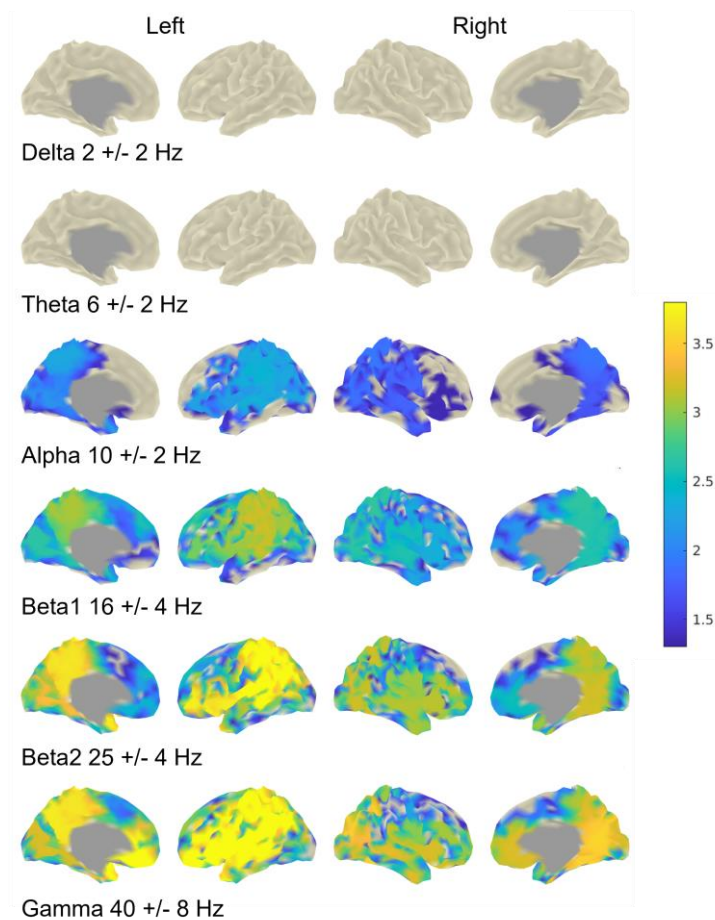 Left Right
Delta 2 +/- 2 Hz
Theta 6 +/- 2 Hz
3.5
3
Alpha 10 +/- 2 Hz
2.5
2
Beta1 16 +/- 4 Hz
1.5
Beta2 25 +/- 4 Hz
Gamma 40 +/- 8 Hz